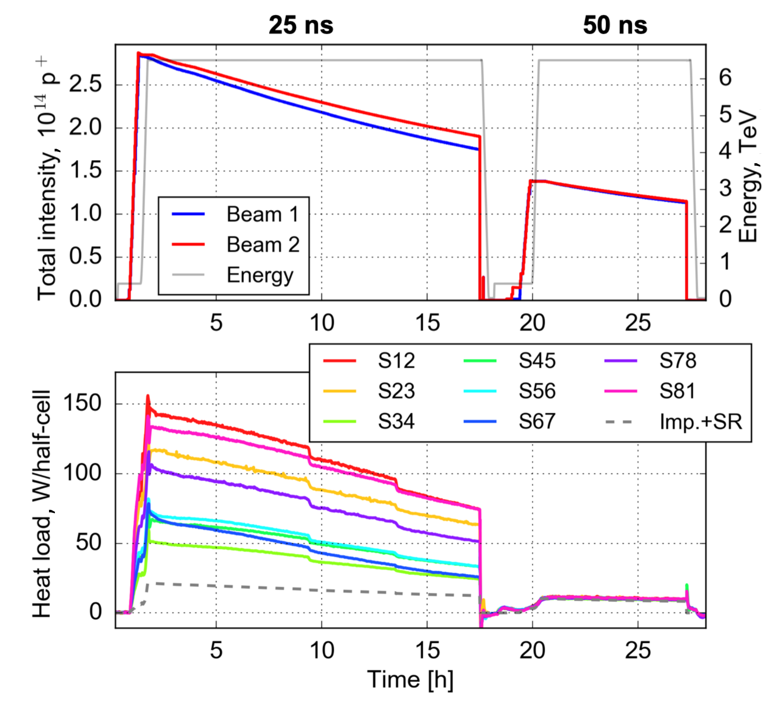 25 ns 50 ns
Total intensity, 10^14 p^+
2.5
2.0
1.5
1.0
0.5
0.0
Beam 1
Beam 2
Energy
6
5
4
3
2
1
0
Energy, TeV
5 10 15 20 25
S12 S45 S78
S23 S56 S81
S34 S67 Imp.+SR
Heat load, W/half-cell
150
100
50
0
5 10 15 20 25
Time [h]